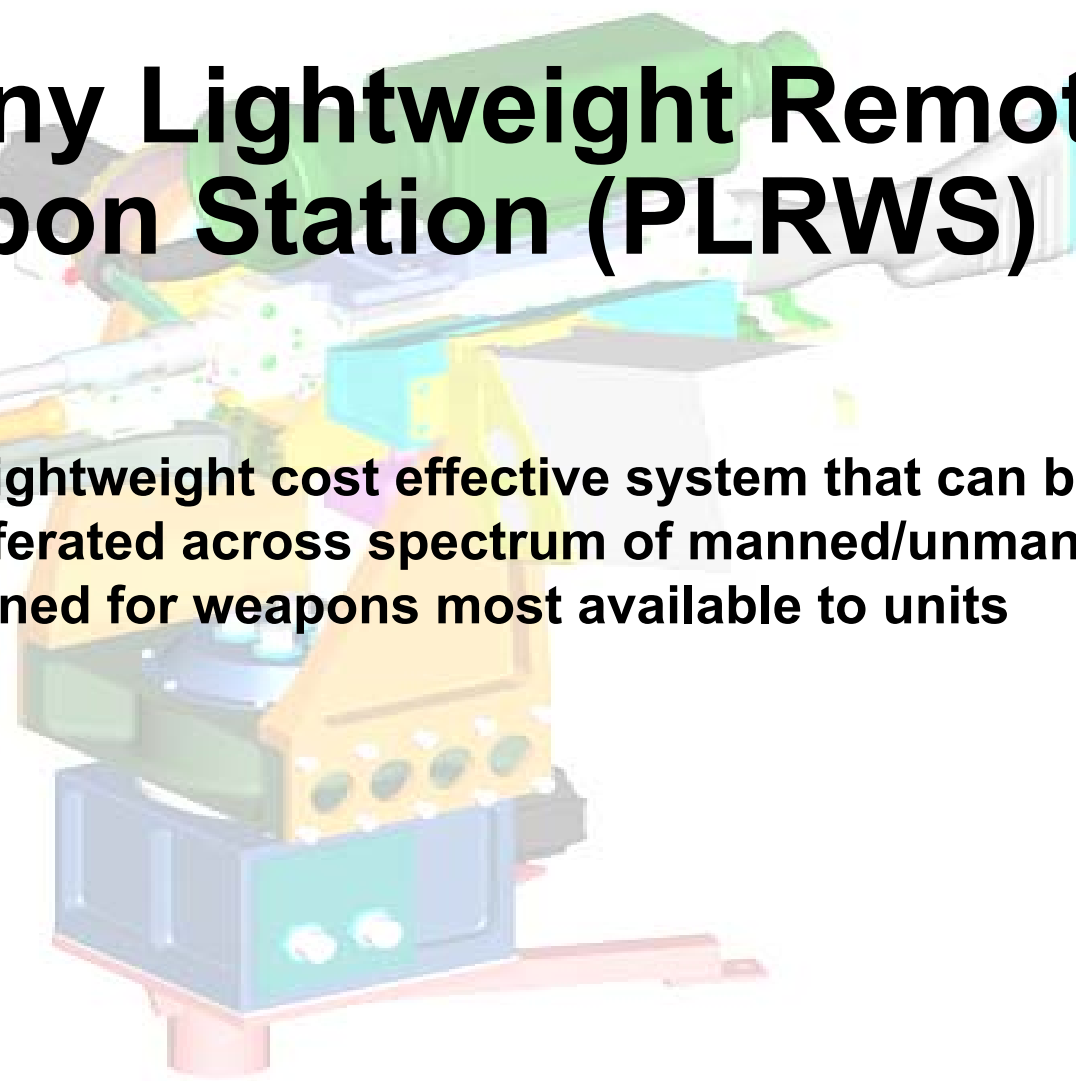 ny Lightweight Remot
pon Station (PLRWS)
ightweight cost effective system that can b
ferated across spectrum of manned/unman
ned for weapons most available to units